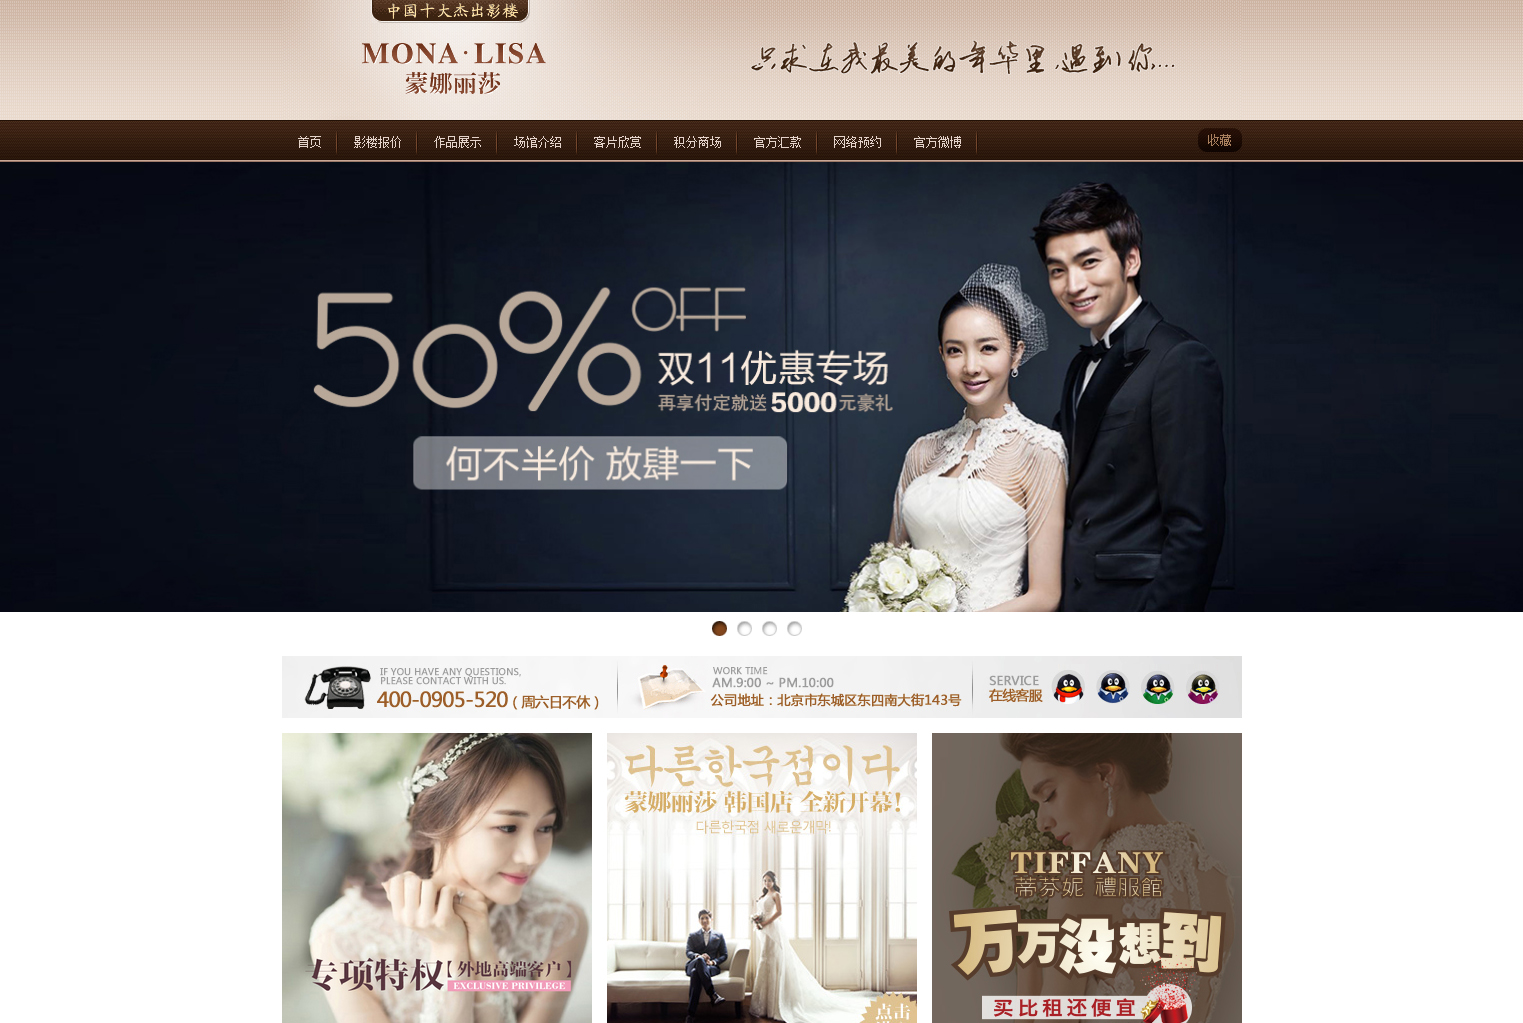 中国十大杰出影楼
MONA·LISA
蒙娜丽莎
只求在我最美的年华里,遇到你...
首页 影楼报价 作品展示 场馆介绍 客片欣赏 积分商场 官方汇款 网络预约 官方微博 收藏
50% OFF
双11优惠专场
再享付定就送5000元豪礼
何不半价 放肆一下
IF YOU HAVE ANY QUESTIONS,
PLEASE CONTACT WITH US.
400-0905-520(周六日不休)
WORK TIME
AM.9:00 ~ PM.10:00
公司地址:北京市东城区东四南大街143号
SERVICE
在线客服
专项特权【外地高端客户】
EXCLUSIVE PRIVILEGE
다른한국점이다
蒙娜丽莎 韩国店 全新开幕!
다른한국점 새로운개막!
点击
TIFFANY
蒂芬妮 禮服館
万万没想到
买比租还便宜